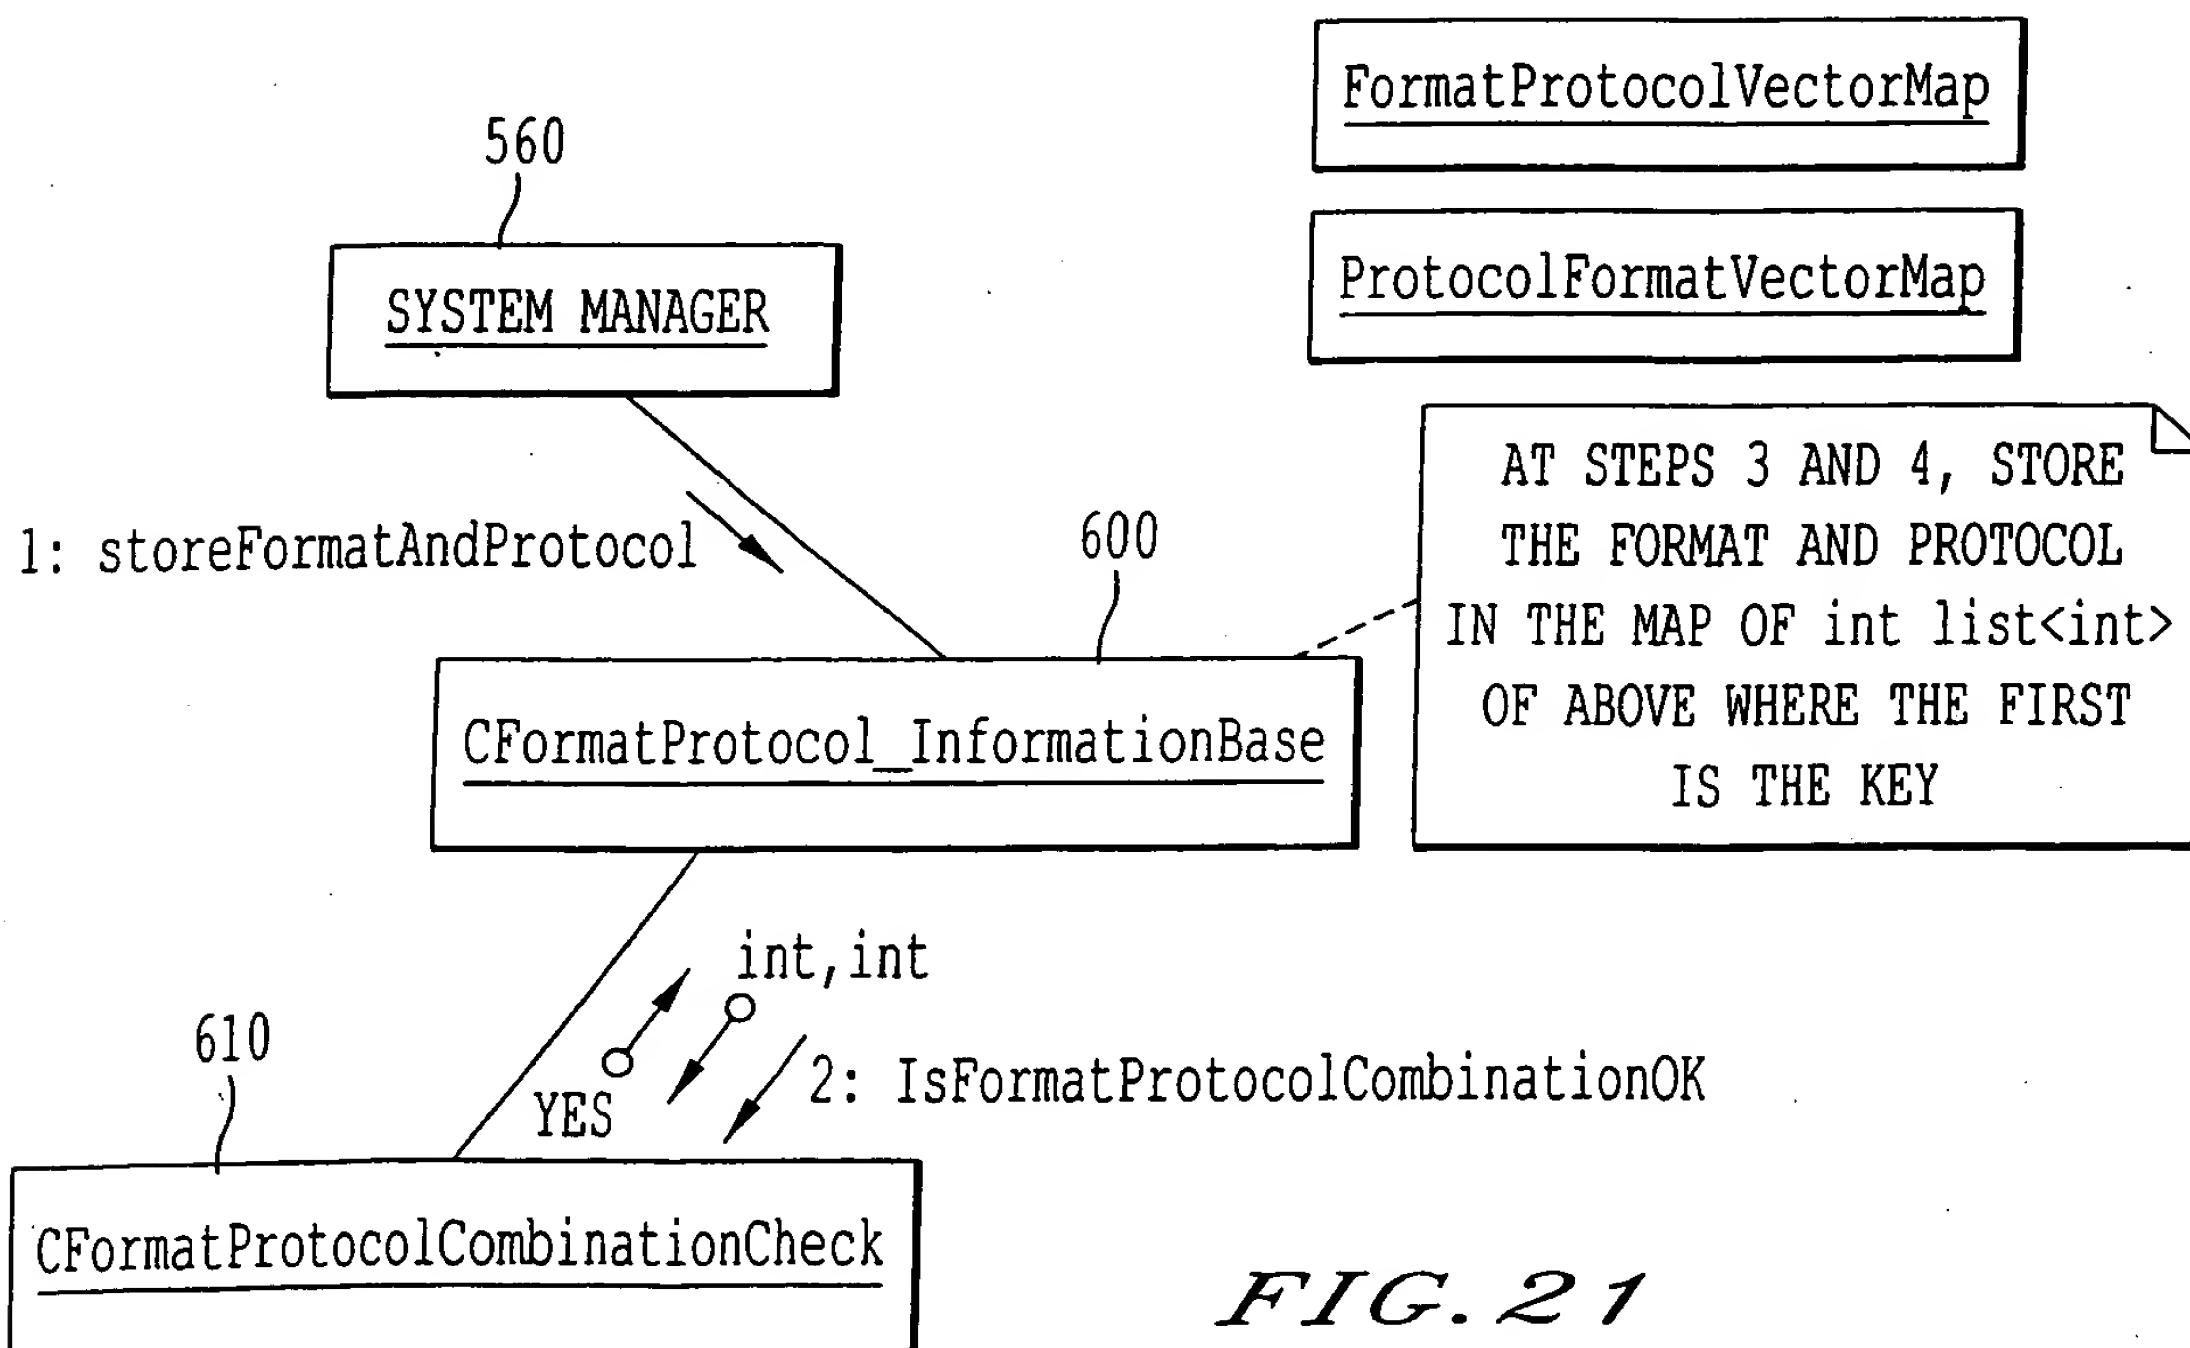 FormatProtocolVectorMap
560
ProtocolFormatVectorMap
SYSTEM MANAGER
AT STEPS 3 AND 4, STORE
THE FORMAT AND PROTOCOL
IN THE MAP OF int list<int>
OF ABOVE WHERE THE FIRST
IS THE KEY
1: storeFormatAndProtocol
600
CFormatProtocol_InformationBase
int,int
YES
2: IsFormatProtocolCombinationOK
610
CFormatProtocolCombinationCheck
FIG. 21